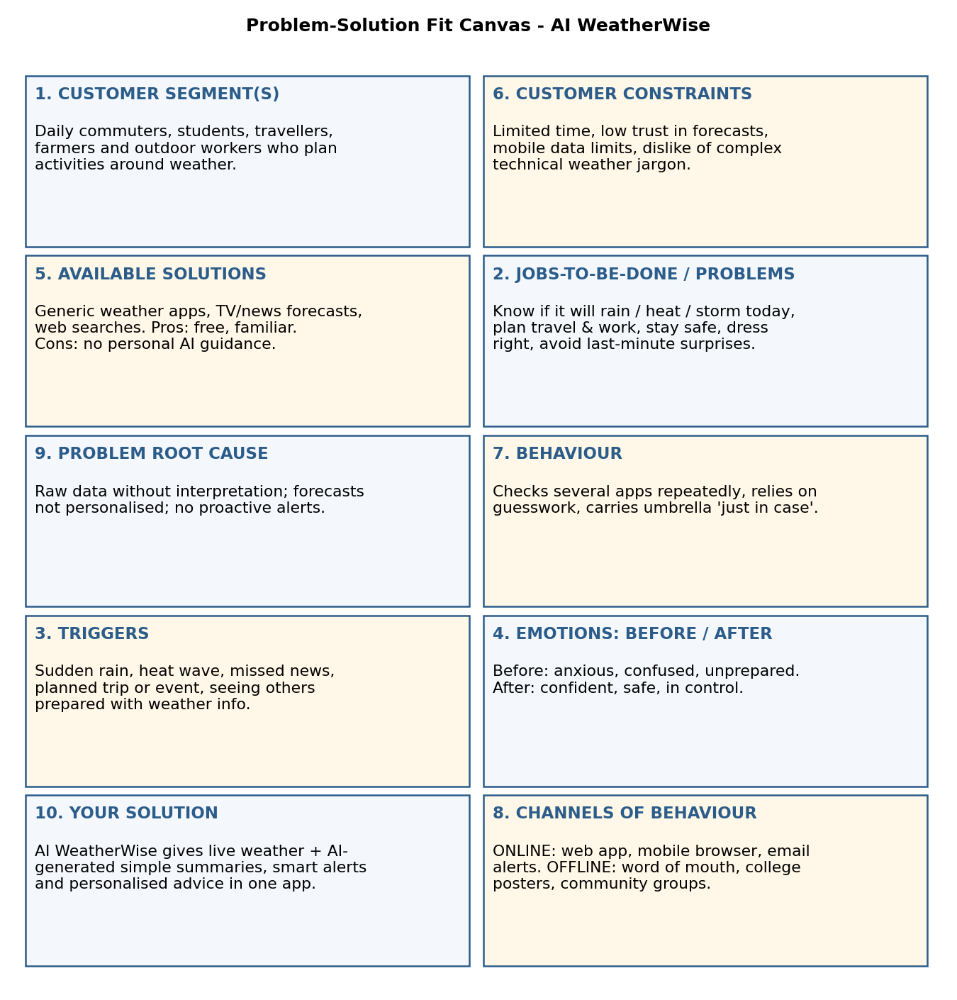 Problem-Solution Fit Canvas - AI WeatherWise
1. CUSTOMER SEGMENT(S)
Daily commuters, students, travellers,
farmers and outdoor workers who plan
activities around weather.
6. CUSTOMER CONSTRAINTS
Limited time, low trust in forecasts,
mobile data limits, dislike of complex
technical weather jargon.
5. AVAILABLE SOLUTIONS
Generic weather apps, TV/news forecasts,
web searches. Pros: free, familiar.
Cons: no personal AI guidance.
2. JOBS-TO-BE-DONE / PROBLEMS
Know if it will rain / heat / storm today,
plan travel & work, stay safe, dress
right, avoid last-minute surprises.
9. PROBLEM ROOT CAUSE
Raw data without interpretation; forecasts
not personalised; no proactive alerts.
7. BEHAVIOUR
Checks several apps repeatedly, relies on
guesswork, carries umbrella 'just in case'.
3. TRIGGERS
Sudden rain, heat wave, missed news,
planned trip or event, seeing others
prepared with weather info.
4. EMOTIONS: BEFORE / AFTER
Before: anxious, confused, unprepared.
After: confident, safe, in control.
10. YOUR SOLUTION
AI WeatherWise gives live weather + AI-
generated simple summaries, smart alerts
and personalised advice in one app.
8. CHANNELS OF BEHAVIOUR
ONLINE: web app, mobile browser, email
alerts. OFFLINE: word of mouth, college
posters, community groups.